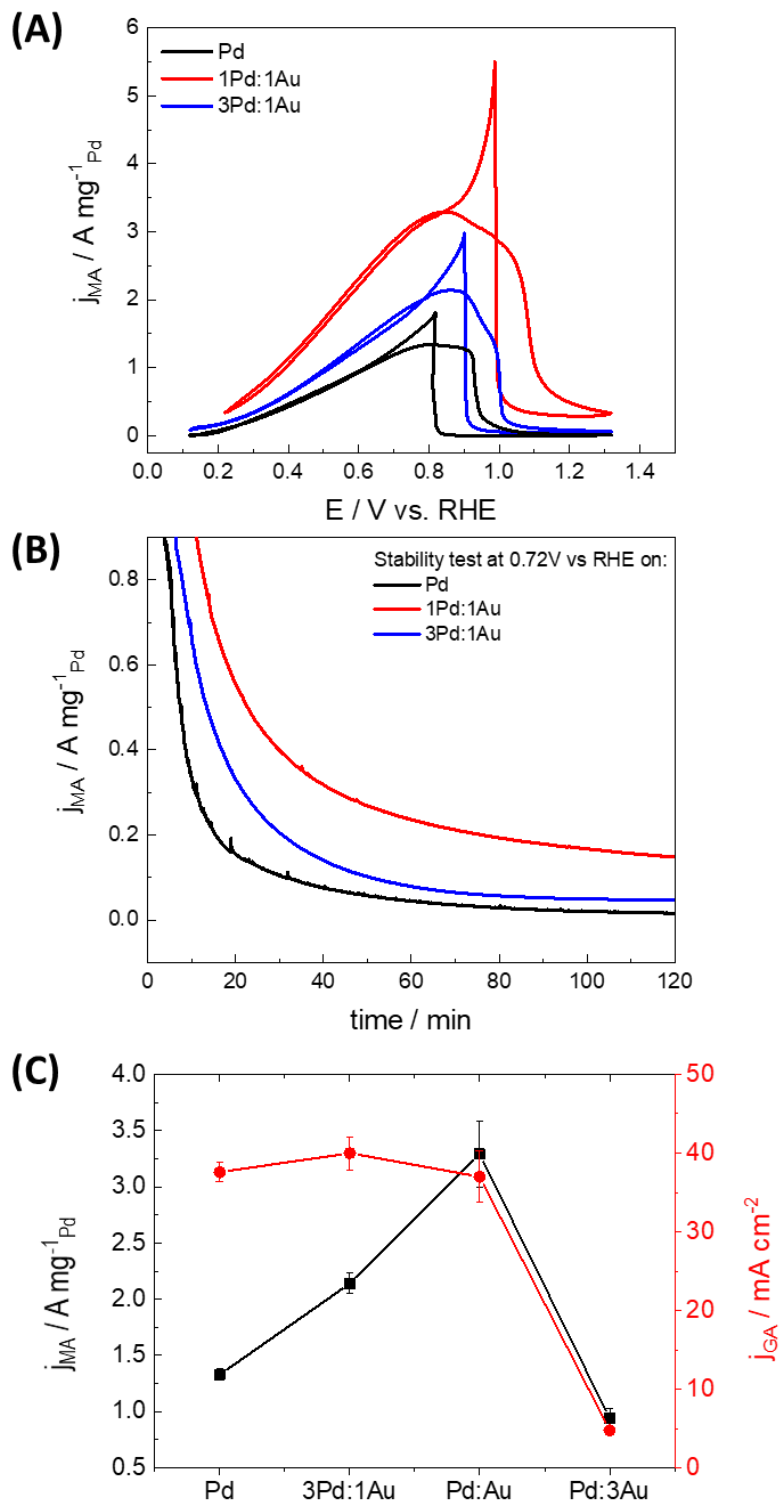 (A)
6
5
4
3
2
1
0
j_MA / A mg⁻¹_Pd
Pd
1Pd:1Au
3Pd:1Au
0.0 0.2 0.4 0.6 0.8 1.0 1.2 1.4
E / V vs. RHE
(B)
0.8
0.6
0.4
0.2
0.0
j_MA / A mg⁻¹_Pd
Stability test at 0.72V vs RHE on:
Pd
1Pd:1Au
3Pd:1Au
0 20 40 60 80 100 120
time / min
(C)
4.0
3.5
3.0
2.5
2.0
1.5
1.0
0.5
j_MA / A mg⁻¹_Pd
50
40
30
20
10
0
j_GA / mA cm⁻²
Pd 3Pd:1Au Pd:Au Pd:3Au